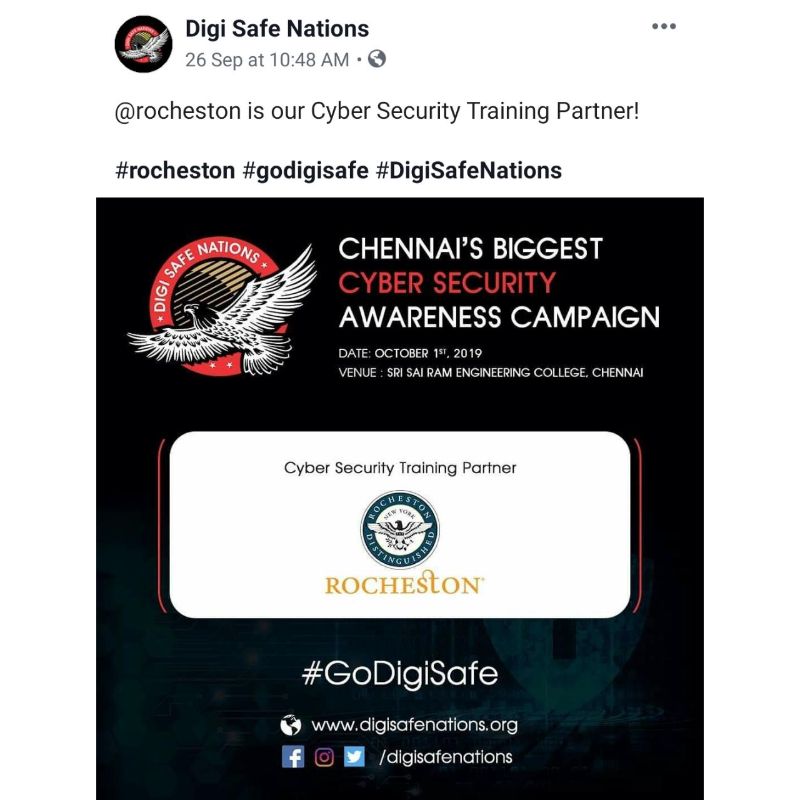 Digi Safe Nations
26 Sep at 10:48 AM •
@rocheston is our Cyber Security Training Partner!
#rocheston #godigisafe #DigiSafeNations
DIGI SAFE NATIONS
CHENNAI'S BIGGEST
CYBER SECURITY
AWARENESS CAMPAIGN
DATE: OCTOBER 1ST, 2019
VENUE : SRI SAI RAM ENGINEERING COLLEGE, CHENNAI
Cyber Security Training Partner
ROCHESTON
NEW YORK
DISTINGUISHED
ROCHESTON
#GoDigiSafe
www.digisafenations.org
/digisafenations